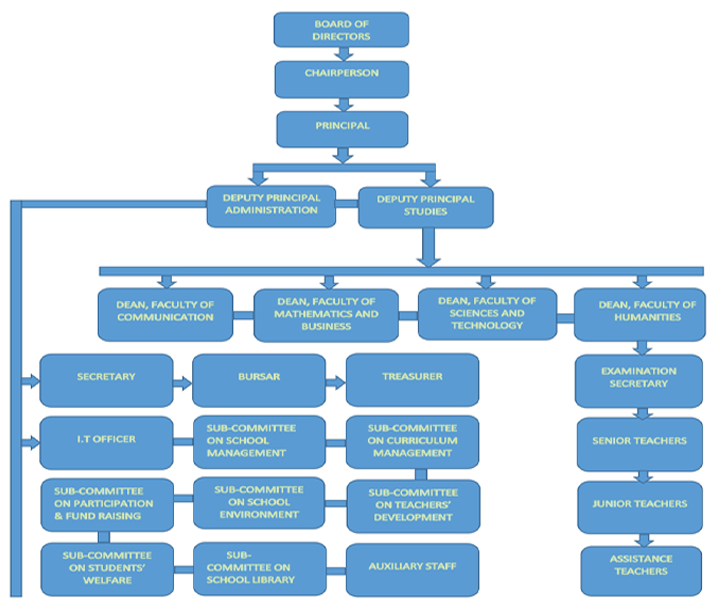 BOARD OF
DIRECTORS
CHAIRPERSON
PRINCIPAL
DEPUTY PRINCIPAL
ADMINISTRATION
DEPUTY PRINCIPAL
STUDIES
DEAN, FACULTY OF
COMMUNICATION
DEAN, FACULTY OF
MATHEMATICS AND
BUSINESS
DEAN, FACULTY OF
SCIENCES AND
TECHNOLOGY
DEAN, FACULTY OF
HUMANITIES
SECRETARY
BURSAR
TREASURER
EXAMINATION
SECRETARY
I.T OFFICER
SUB-COMMITTEE
ON SCHOOL
MANAGEMENT
SUB-COMMITTEE
ON CURRICULUM
MANAGEMENT
SENIOR TEACHERS
SUB-COMMITTEE
ON PARTICIPATION
& FUND RAISING
SUB-COMMITTEE
ON SCHOOL
ENVIRONMENT
SUB-COMMITTEE
ON TEACHERS'
DEVELOPMENT
JUNIOR TEACHERS
SUB-COMMITTEE
ON STUDENTS'
WELFARE
SUB-
COMMITTEE ON
SCHOOL LIBRARY
AUXILIARY STAFF
ASSISTANCE
TEACHERS